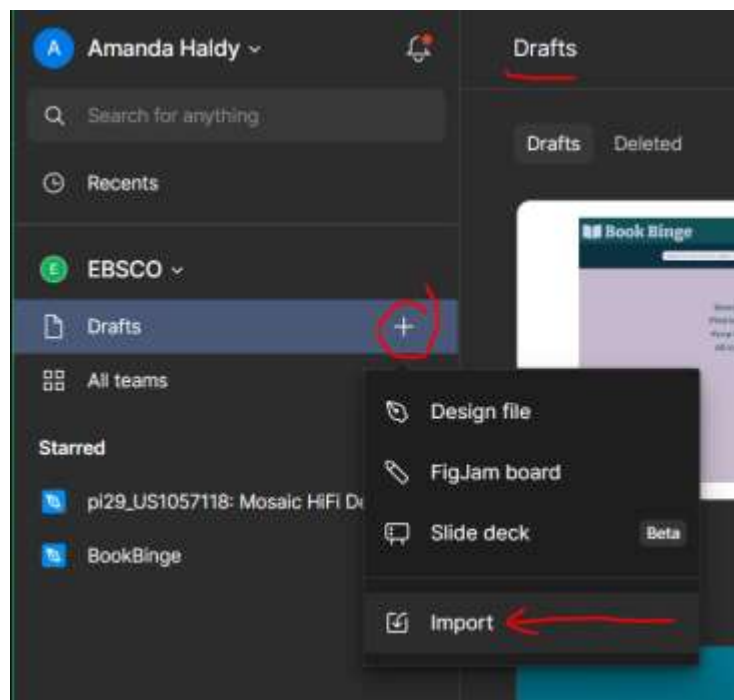 Amanda Haldy
Search for anything
Recents
EBSCO
Drafts
All teams
Starred
pi29_US1057118: Mosaic HiFi De
BookBinge
Drafts
Drafts Deleted
Book Binge
Design file
FigJam board
Slide deck Beta
Import